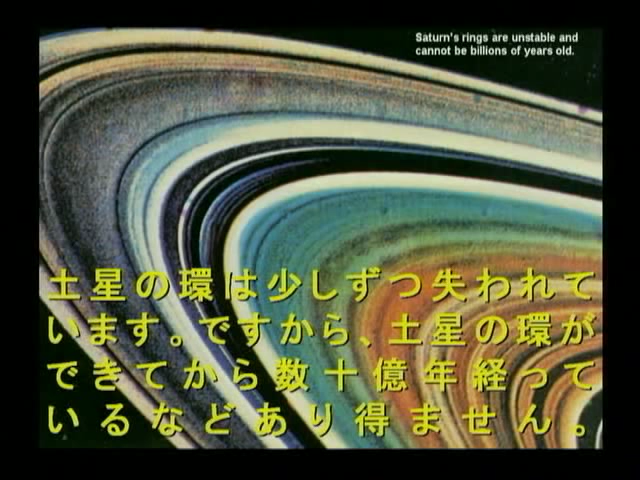 Saturn's rings are unstable and
cannot be billions of years old.
土星の環は少しずつ失われて
います。ですから、土星の環が
できてから数十億年経って
いるなどあり得ません。